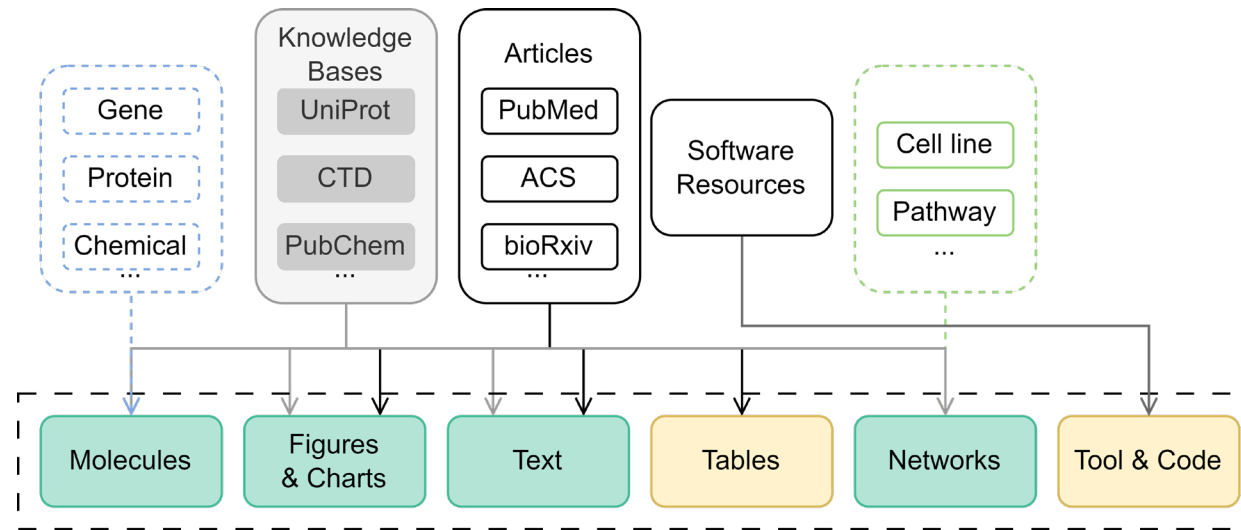 Gene
Protein
Chemical
...
Knowledge
Bases
UniProt
CTD
PubChem
...
Articles
PubMed
ACS
bioRxiv
...
Software
Resources
Cell line
Pathway
...
Molecules
Figures
& Charts
Text
Tables
Networks
Tool & Code